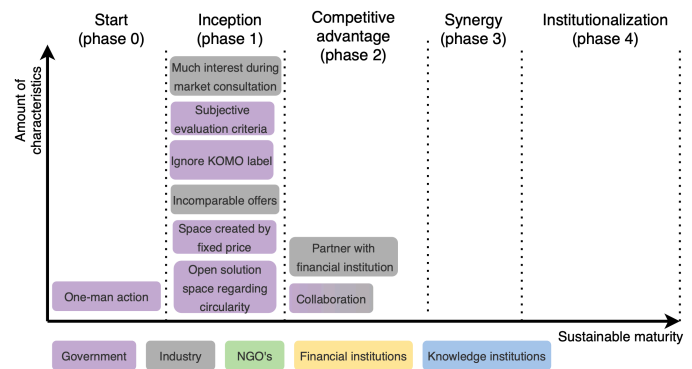 Start
(phase 0)
Inception
(phase 1)
Competitive
advantage
(phase 2)
Synergy
(phase 3)
Institutionalization
(phase 4)
Amount of
characteristics
Much interest during
market consultation
Subjective
evaluation criteria
Ignore KOMO label
Incomparable offers
Space created by
fixed price
Open solution
space regarding
circularity
One-man action
Partner with
financial institution
Collaboration
Sustainable maturity
Government
Industry
NGO's
Financial institutions
Knowledge institutions